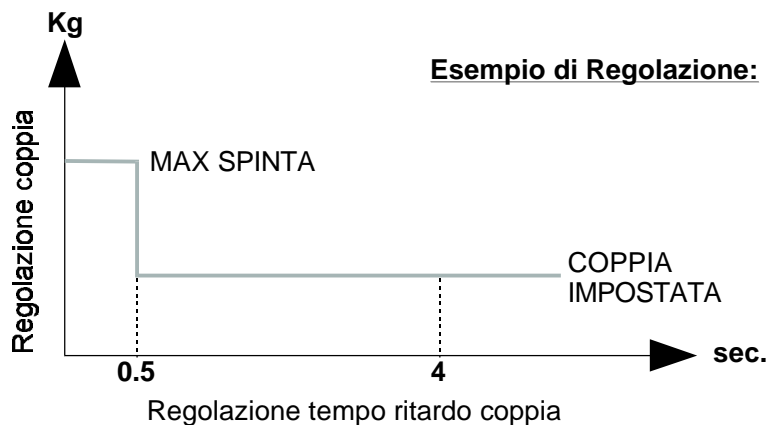 Kg
Esempio di Regolazione:
Regolazione coppia
MAX SPINTA
COPPIA
IMPOSTATA
sec.
0.5
4
Regolazione tempo ritardo coppia